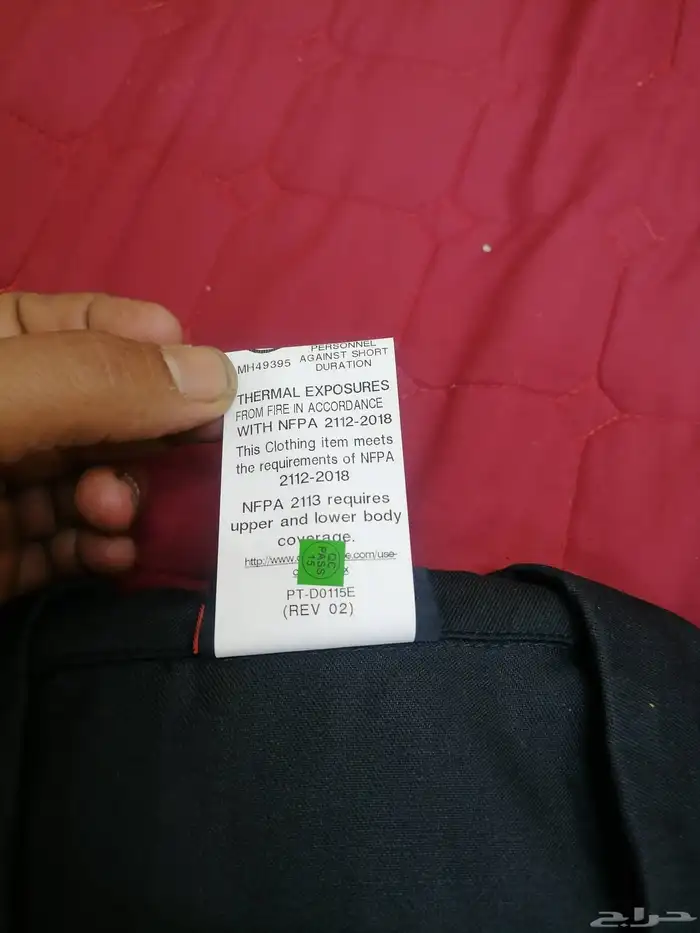 PERSONNEL
MH49395 AGAINST SHORT
DURATION
THERMAL EXPOSURES
FROM FIRE IN ACCORDANCE
WITH NFPA 2112-2018
This Clothing item meets
the requirements of NFPA
2112-2018
NFPA 2113 requires
upper and lower body
coverage.
QC
PASS
15
PT-D0115E
(REV 02)
حراج